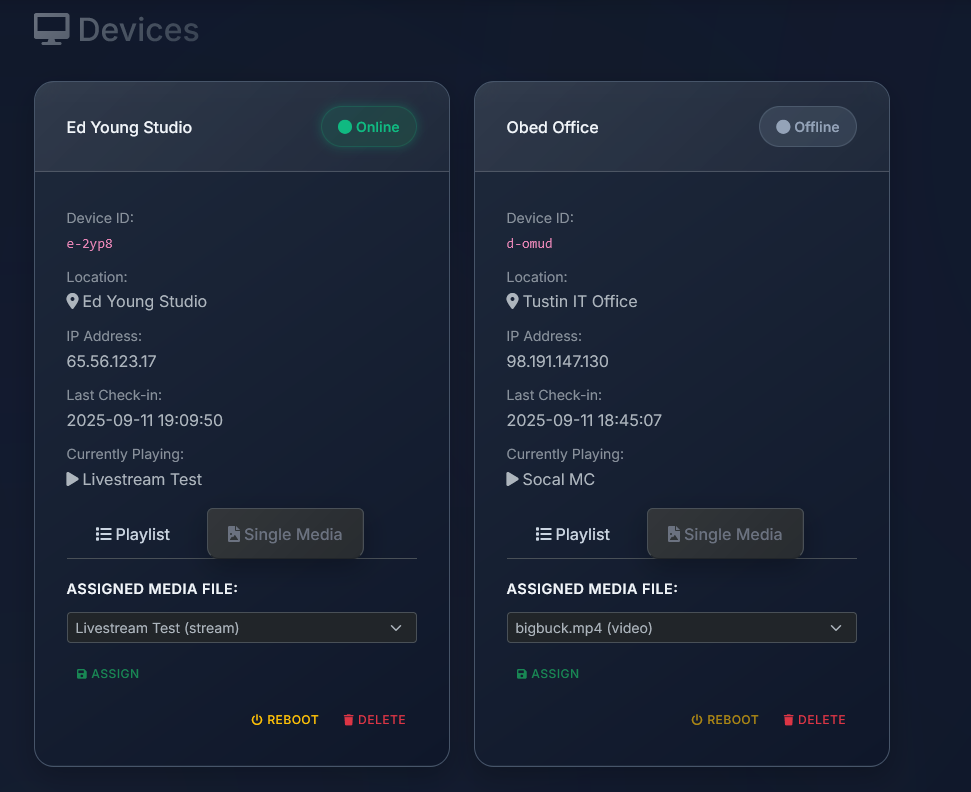 Devices
Ed Young Studio
Online
Device ID:
e-2yp8
Location:
Ed Young Studio
IP Address:
65.56.123.17
Last Check-in:
2025-09-11 19:09:50
Currently Playing:
Livestream Test
Playlist
Single Media
ASSIGNED MEDIA FILE:
Livestream Test (stream)
ASSIGN
REBOOT
DELETE
Obed Office
Offline
Device ID:
d-omud
Location:
Tustin IT Office
IP Address:
98.191.147.130
Last Check-in:
2025-09-11 18:45:07
Currently Playing:
Socal MC
Playlist
Single Media
ASSIGNED MEDIA FILE:
bigbuck.mp4 (video)
ASSIGN
REBOOT
DELETE